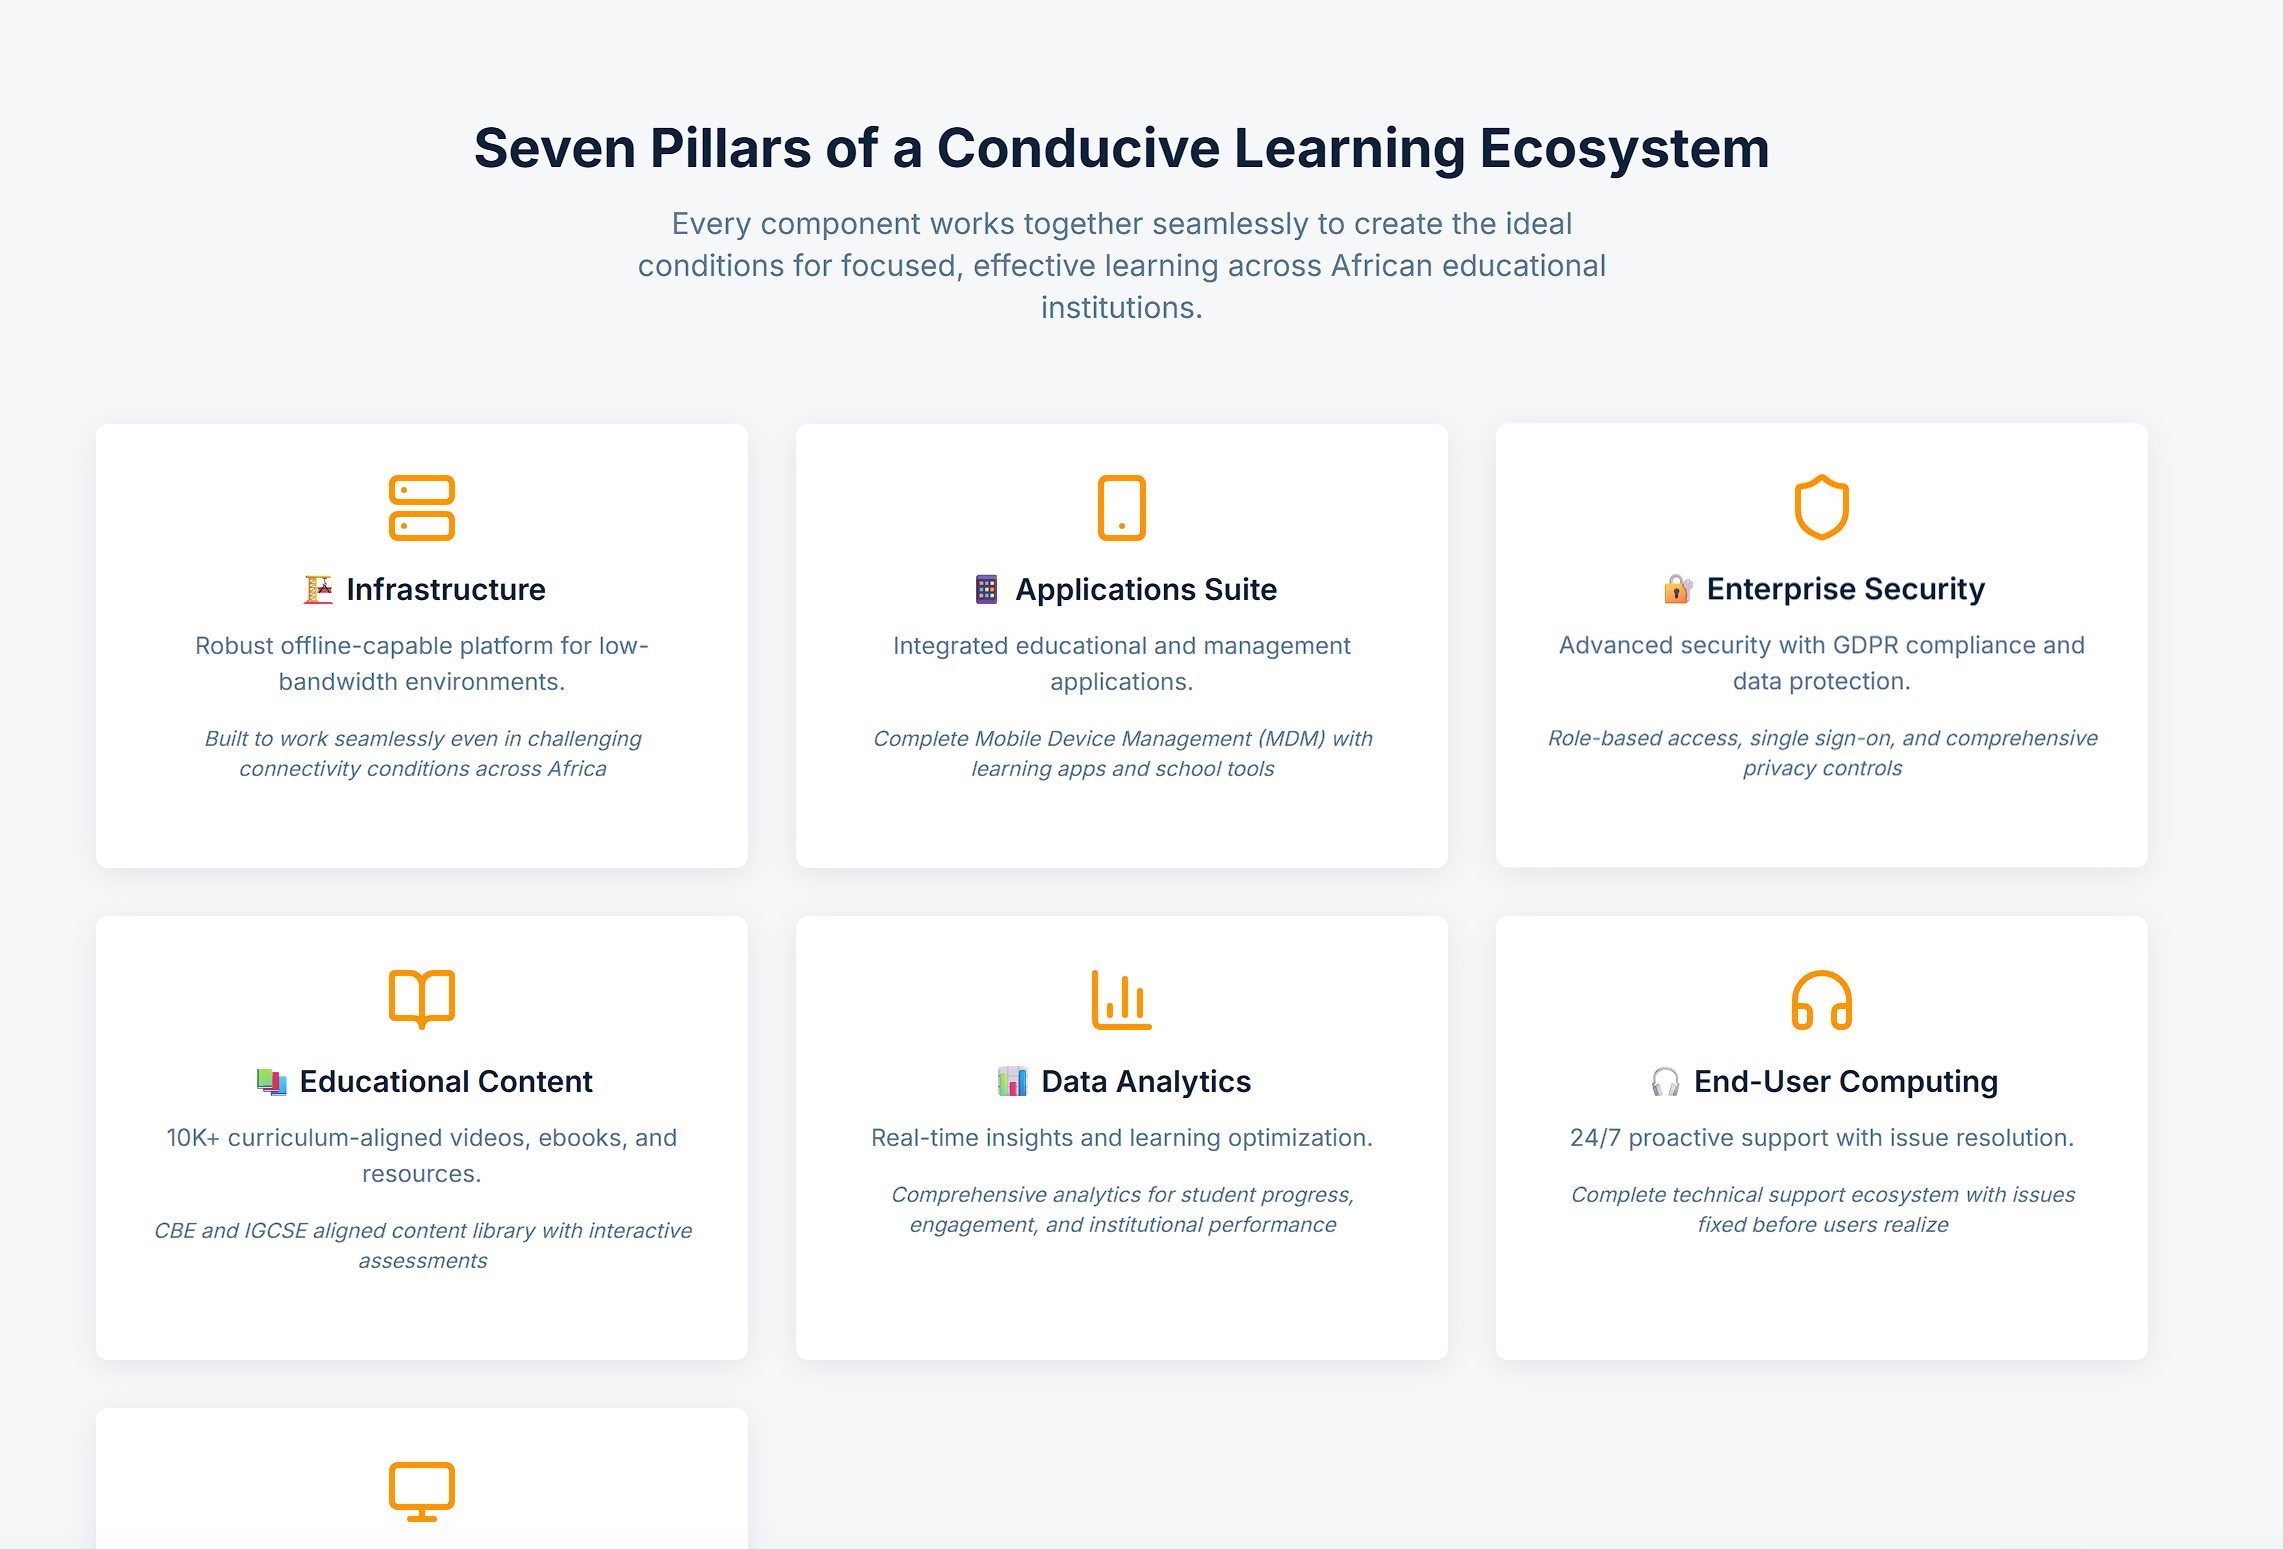 Seven Pillars of a Conducive Learning Ecosystem
Every component works together seamlessly to create the ideal
conditions for focused, effective learning across African educational
institutions.
Infrastructure
Robust offline-capable platform for low-
bandwidth environments.
Built to work seamlessly even in challenging
connectivity conditions across Africa
Applications Suite
Integrated educational and management
applications.
Complete Mobile Device Management (MDM) with
learning apps and school tools
Enterprise Security
Advanced security with GDPR compliance and
data protection.
Role-based access, single sign-on, and comprehensive
privacy controls
Educational Content
10K+ curriculum-aligned videos, ebooks, and
resources.
CBE and IGCSE aligned content library with interactive
assessments
Data Analytics
Real-time insights and learning optimization.
Comprehensive analytics for student progress,
engagement, and institutional performance
End-User Computing
24/7 proactive support with issue resolution.
Complete technical support ecosystem with issues
fixed before users realize